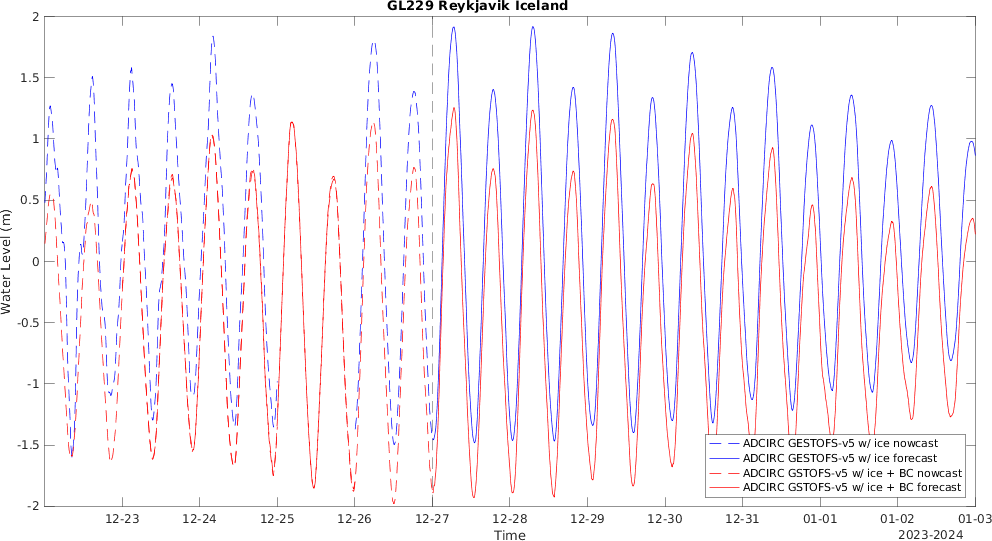 GL229 Reykjavik Iceland
2
1.5
1
0.5
0
-0.5
-1
-1.5
-2
Water Level (m)
ADCIRC GESTOFS-v5 w/ ice nowcast
ADCIRC GESTOFS-v5 w/ ice forecast
ADCIRC GSTOFS-v5 w/ ice + BC nowcast
ADCIRC GSTOFS-v5 w/ ice + BC forecast
12-23 12-24 12-25 12-26 12-27 12-28 12-29 12-30 12-31 01-01 01-02 01-03
Time
2023-2024